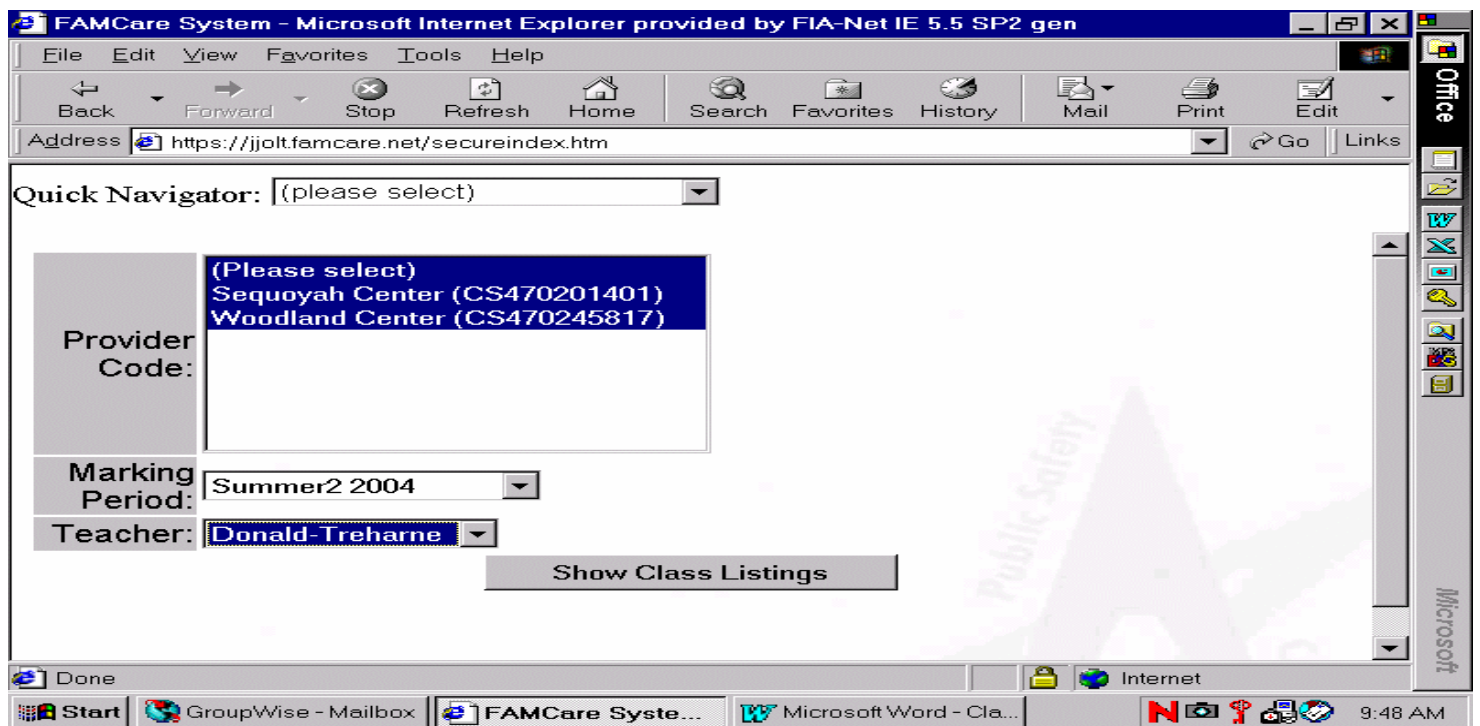 FAMCare System - Microsoft Internet Explorer provided by FIA-Net IE 5.5 SP2 gen
File Edit View Favorites Tools Help
Back Forward Stop Refresh Home Search Favorites History Mail Print Edit
Address https://jjolt.famcare.net/secureindex.htm Go Links
Quick Navigator: (please select)
(Please select)
Sequoyah Center (CS470201401)
Woodland Center (CS470245817)
Provider
Code:
Marking
Period: Summer2 2004
Teacher: Donald-Treharne
Show Class Listings
Public Safety
Done Internet
Start GroupWise - Mailbox FAMCare Syste... Microsoft Word - Cla... 9:48 AM
Office
Microsoft